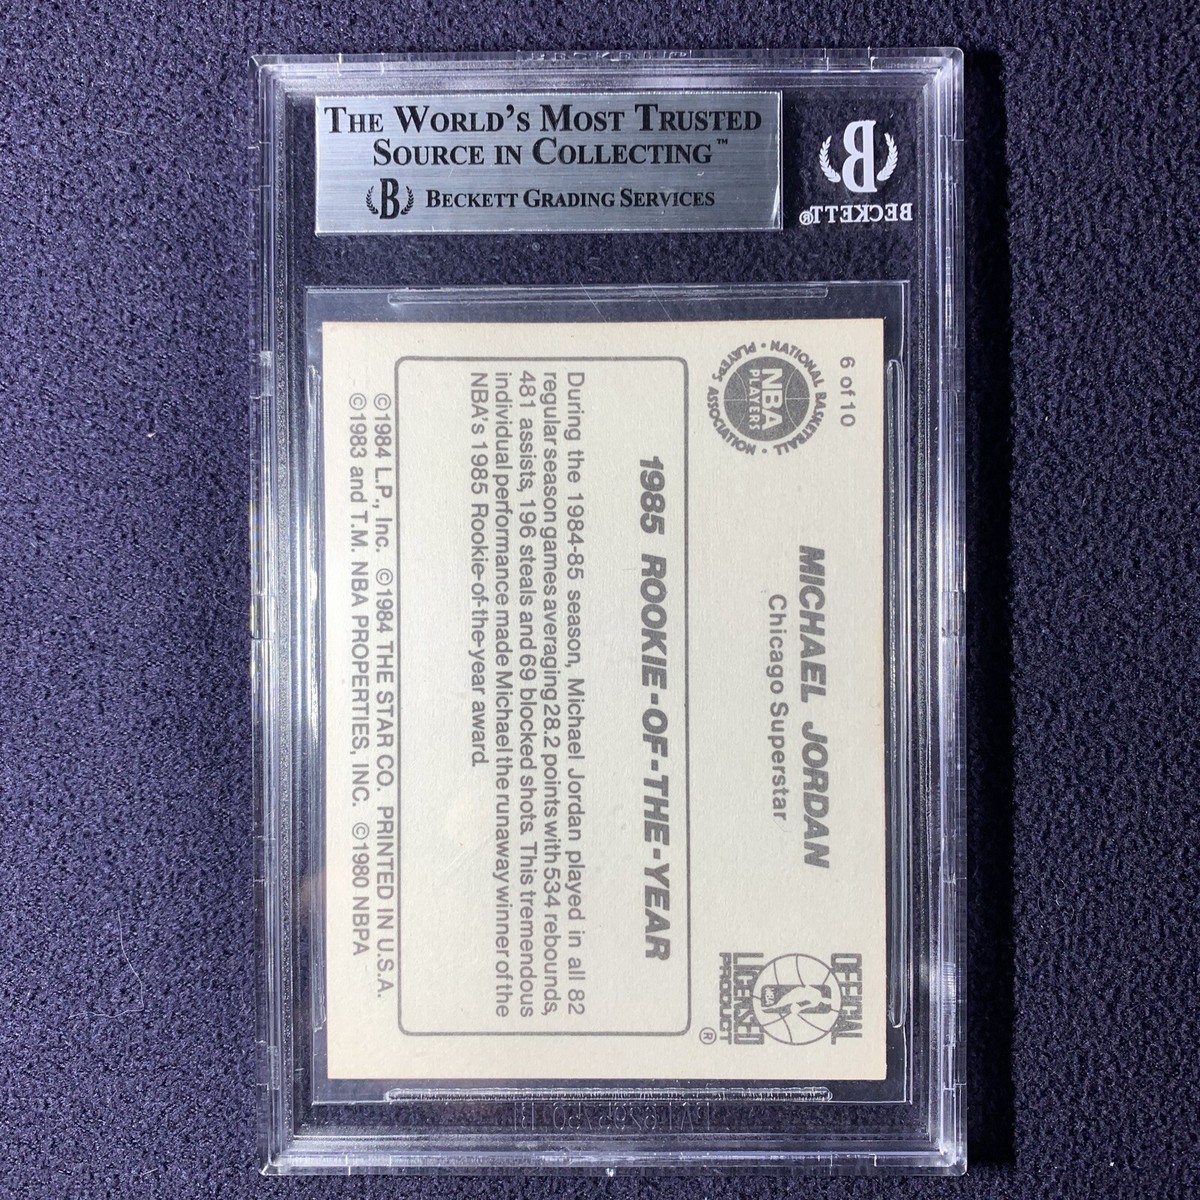 THE WORLD'S MOST TRUSTED
SOURCE IN COLLECTING™
B BECKETT GRADING SERVICES
B
BECKETT®
6 of 10
NATIONAL BASKETBALL PLAYERS ASSOCIATION
NBA
PLAYERS
MICHAEL JORDAN
Chicago Superstar
OFFICIAL
NBA
LICENSED
PRODUCT
®
1985 ROOKIE-OF-THE-YEAR
During the 1984-85 season, Michael Jordan played in all 82
regular season games averaging 28.2 points with 534 rebounds,
481 assists, 196 steals and 69 blocked shots. This tremendous
individual performance made Michael the runaway winner of the
NBA's 1985 Rookie-of-the-year award.
©1984 L.P., Inc. ©1984 THE STAR CO. PRINTED IN U.S.A.
©1983 and T.M. NBA PROPERTIES, INC. ©1980 NBPA